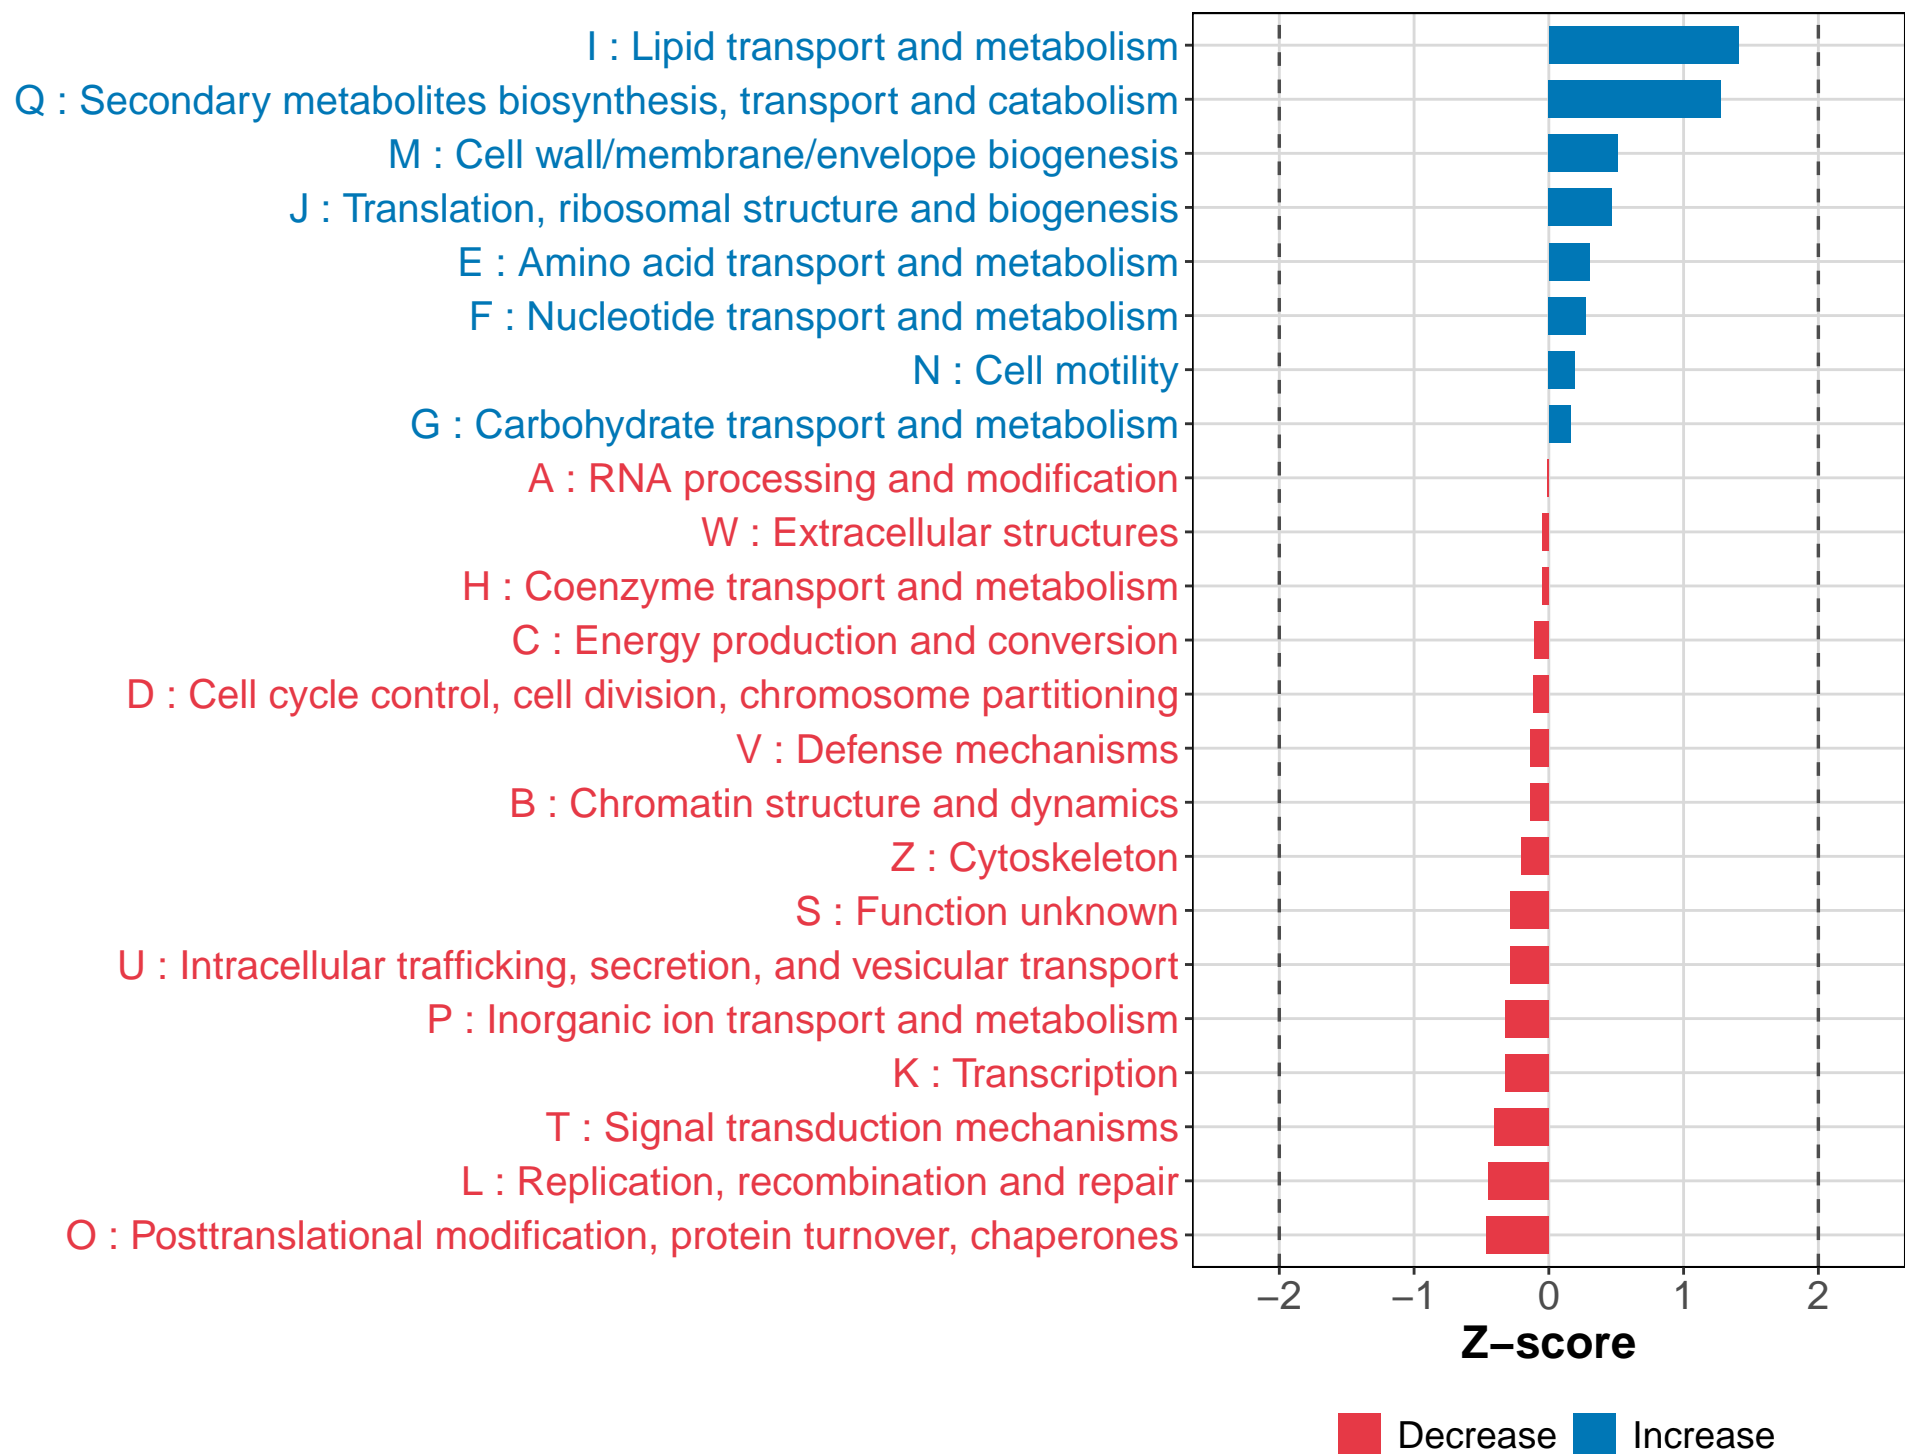 I : Lipid transport and metabolism
Q : Secondary metabolites biosynthesis, transport and catabolism
M : Cell wall/membrane/envelope biogenesis
J : Translation, ribosomal structure and biogenesis
E : Amino acid transport and metabolism
F : Nucleotide transport and metabolism
N : Cell motility
G : Carbohydrate transport and metabolism
A : RNA processing and modification
W : Extracellular structures
H : Coenzyme transport and metabolism
C : Energy production and conversion
D : Cell cycle control, cell division, chromosome partitioning
V : Defense mechanisms
B : Chromatin structure and dynamics
Z : Cytoskeleton
S : Function unknown
U : Intracellular trafficking, secretion, and vesicular transport
P : Inorganic ion transport and metabolism
K : Transcription
T : Signal transduction mechanisms
L : Replication, recombination and repair
O : Posttranslational modification, protein turnover, chaperones
−2 −1 0 1 2
Z−score
Decrease Increase